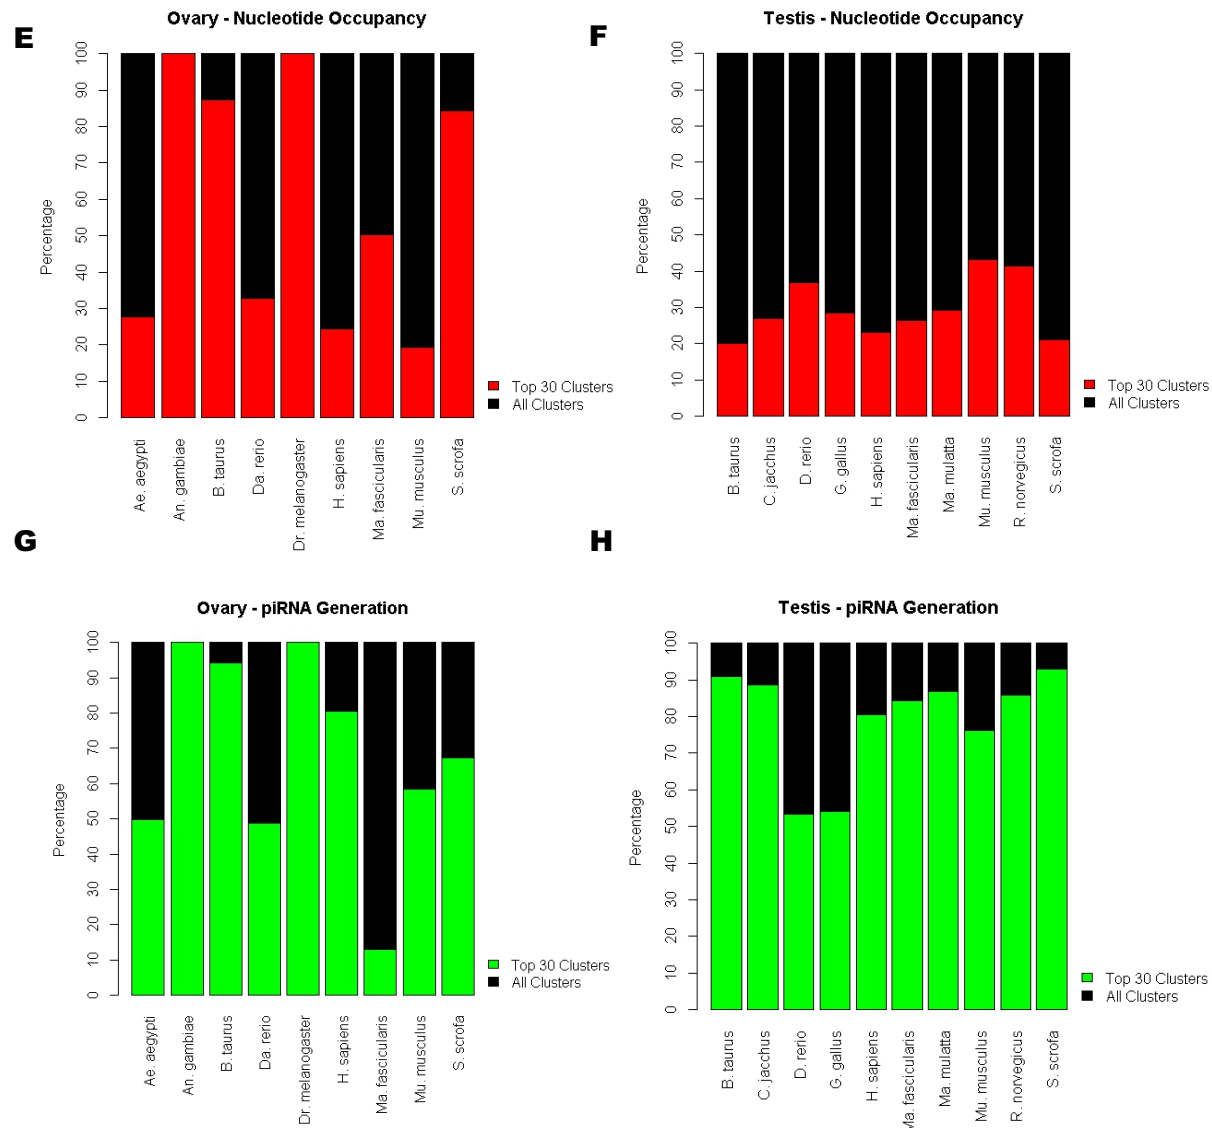 E
Ovary - Nucleotide Occupancy
Percentage
0 10 20 30 40 50 60 70 80 90 100
Ae. aegypti
An. gambiae
B. taurus
Da. rerio
Dr. melanogaster
H. sapiens
Ma. fascicularis
Mu. musculus
S. scrofa
Top 30 Clusters
All Clusters
F
Testis - Nucleotide Occupancy
Percentage
0 10 20 30 40 50 60 70 80 90 100
B. taurus
C. jacchus
D. rerio
G. gallus
H. sapiens
Ma. fascicularis
Ma. mulatta
Mu. musculus
R. norvegicus
S. scrofa
Top 30 Clusters
All Clusters
G
Ovary - piRNA Generation
Percentage
0 10 20 30 40 50 60 70 80 90 100
Ae. aegypti
An. gambiae
B. taurus
Da. rerio
Dr. melanogaster
H. sapiens
Ma. fascicularis
Mu. musculus
S. scrofa
Top 30 Clusters
All Clusters
H
Testis - piRNA Generation
Percentage
0 10 20 30 40 50 60 70 80 90 100
B. taurus
C. jacchus
D. rerio
G. gallus
H. sapiens
Ma. fascicularis
Ma. mulatta
Mu. musculus
R. norvegicus
S. scrofa
Top 30 Clusters
All Clusters